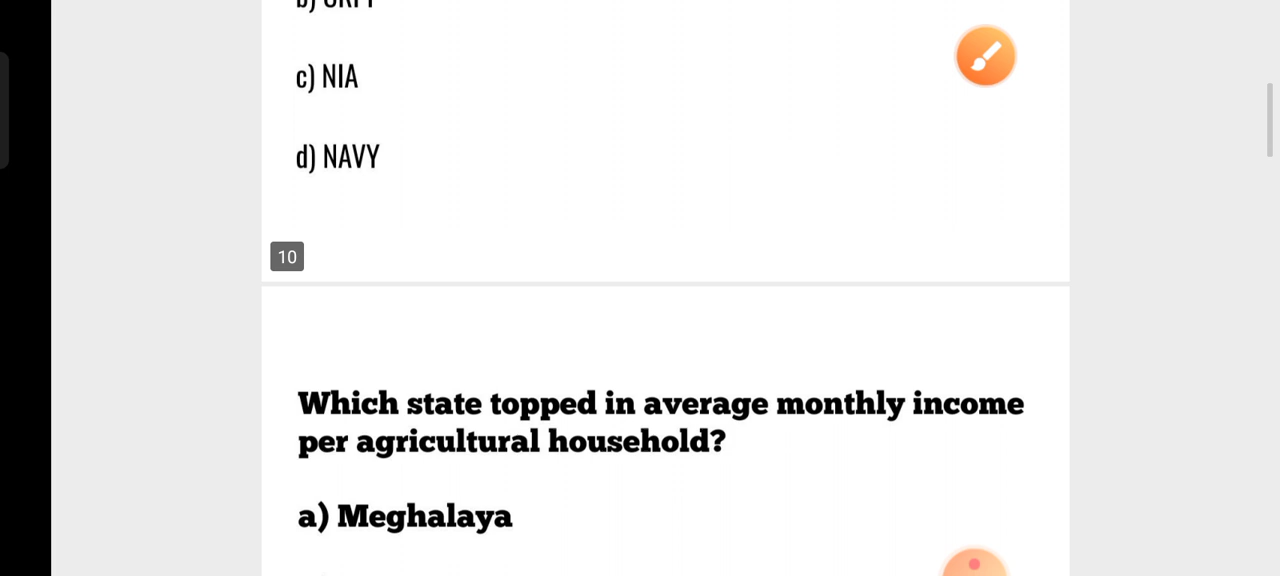 c) NIA
d) NAVY
10
Which state topped in average monthly income
per agricultural household?
a) Meghalaya